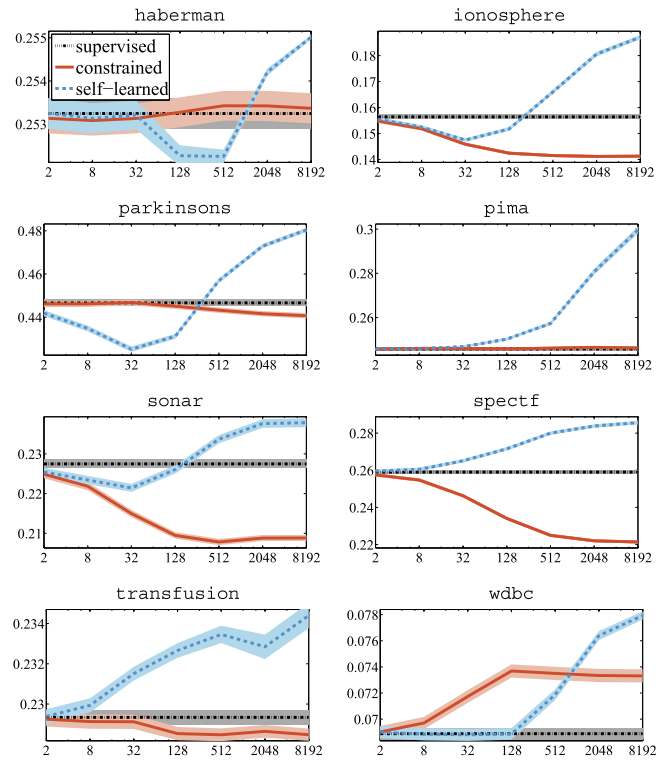 haberman
0.255
0.254
0.253
supervised
constrained
self-learned
2 8 32 128 512 2048 8192
ionosphere
0.18
0.17
0.16
0.15
0.14
2 8 32 128 512 2048 8192
parkinsons
0.48
0.46
0.44
2 8 32 128 512 2048 8192
pima
0.3
0.28
0.26
2 8 32 128 512 2048 8192
sonar
0.23
0.22
0.21
2 8 32 128 512 2048 8192
spectf
0.28
0.26
0.24
0.22
2 8 32 128 512 2048 8192
transfusion
0.234
0.232
0.23
2 8 32 128 512 2048 8192
wdbc
0.078
0.076
0.074
0.072
0.07
2 8 32 128 512 2048 8192